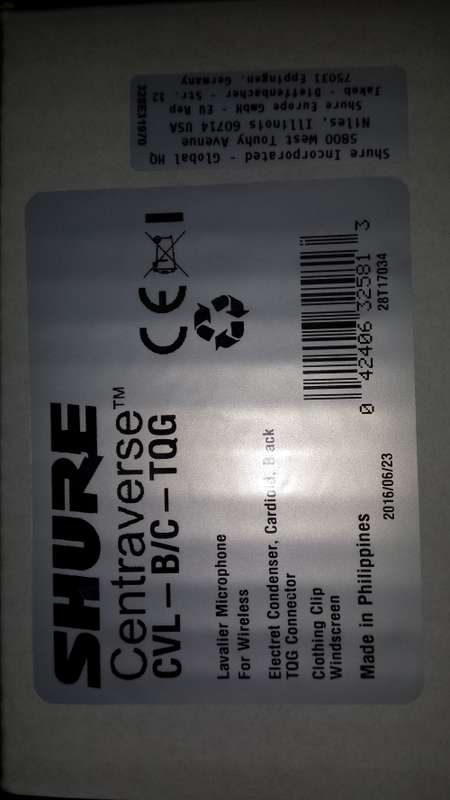 SHURE
Centraverse™
CVL–B/C–TQG
Lavalier Microphone
For Wireless
Electret Condenser, Cardioid, Black
TQG Connector
Clothing Clip
Windscreen
Made in Philippines
2016/06/23
CE
0 42406 32581 3
28T17034
Shure Incorporated - Global HQ
5800 West Touhy Avenue
Niles, Illinois 60714 USA
Shure Europe GmbH - EU Rep
Jakob - Dieffenbacher - Str. 12
75031 Eppingen, Germany